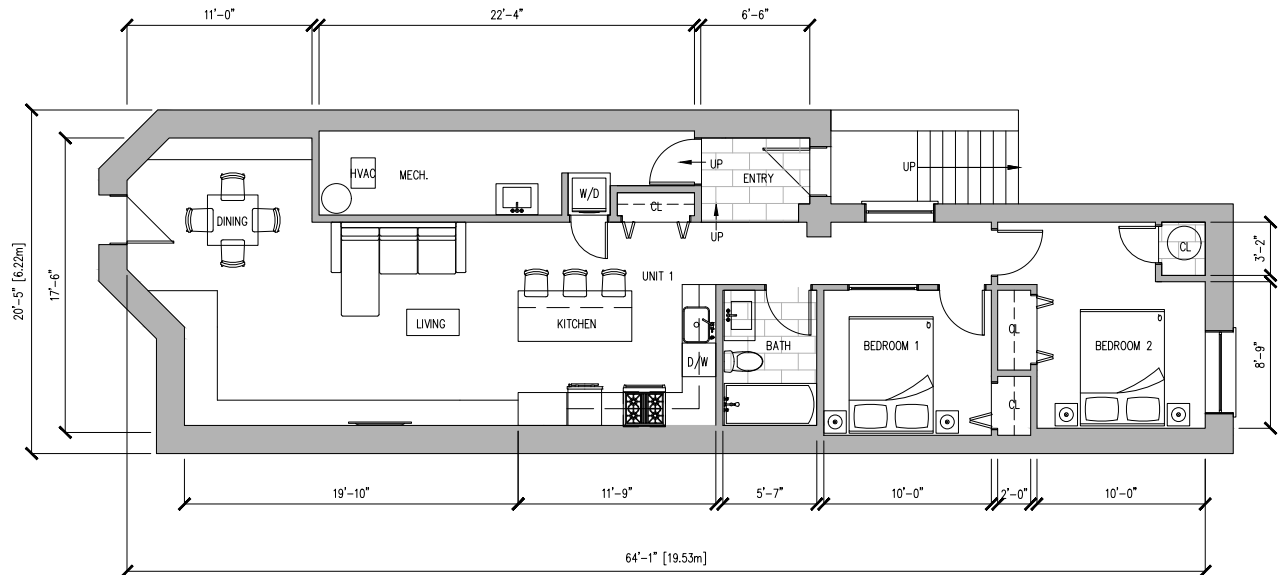 11'-0"
22'-4"
6'-6"
20'-5" [6.22m]
17'-6"
HVAC
MECH.
W/D
CL
UP
ENTRY
UP
UP
DINING
UNIT 1
CL
3'-2"
LIVING
KITCHEN
D/W
BATH
BEDROOM 1
CL
CL
BEDROOM 2
8'-9"
19'-10"
11'-9"
5'-7"
10'-0"
2'-0"
10'-0"
64'-1" [19.53m]